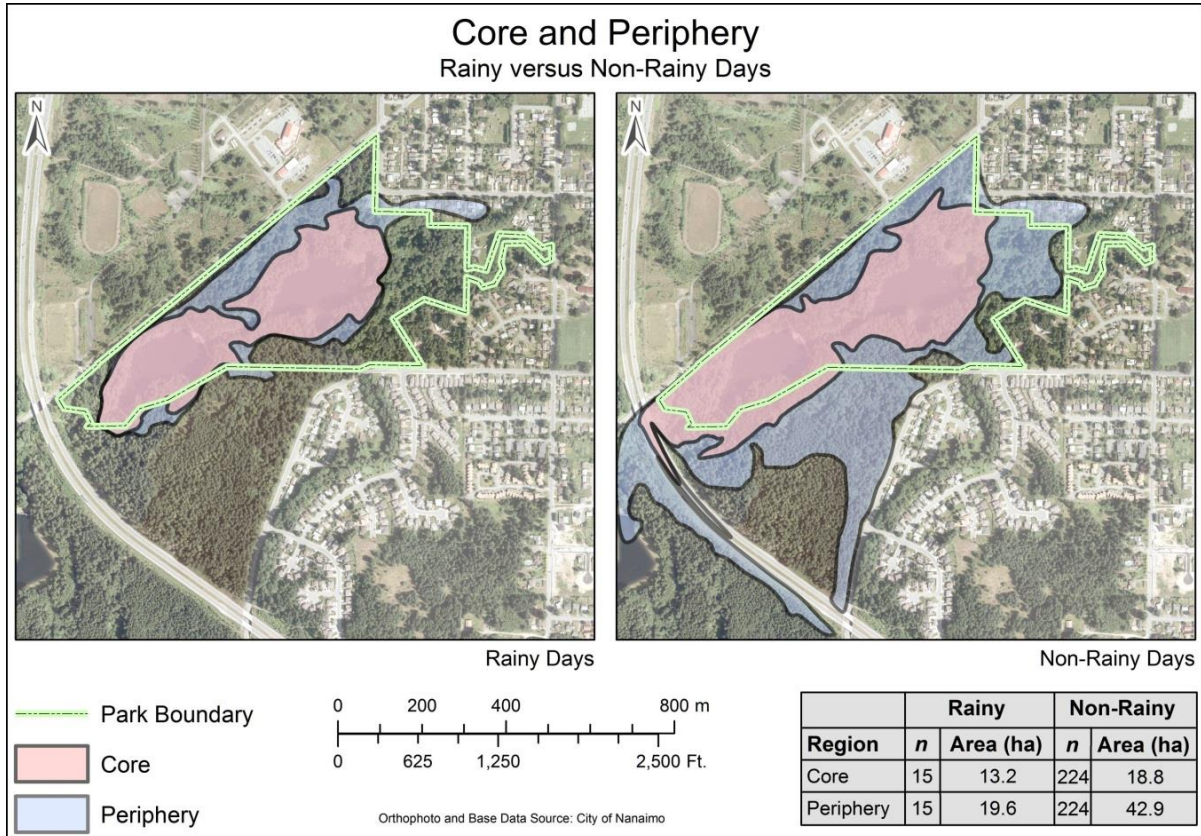 Core and Periphery
Rainy versus Non-Rainy Days
N
N
Rainy Days
Non-Rainy Days
Park Boundary
Core
Periphery
0 200 400 800 m
0 625 1,250 2,500 Ft.
Orthophoto and Base Data Source: City of Nanaimo
Rainy Non-Rainy
Region n Area (ha) n Area (ha)
Core 15 13.2 224 18.8
Periphery 15 19.6 224 42.9